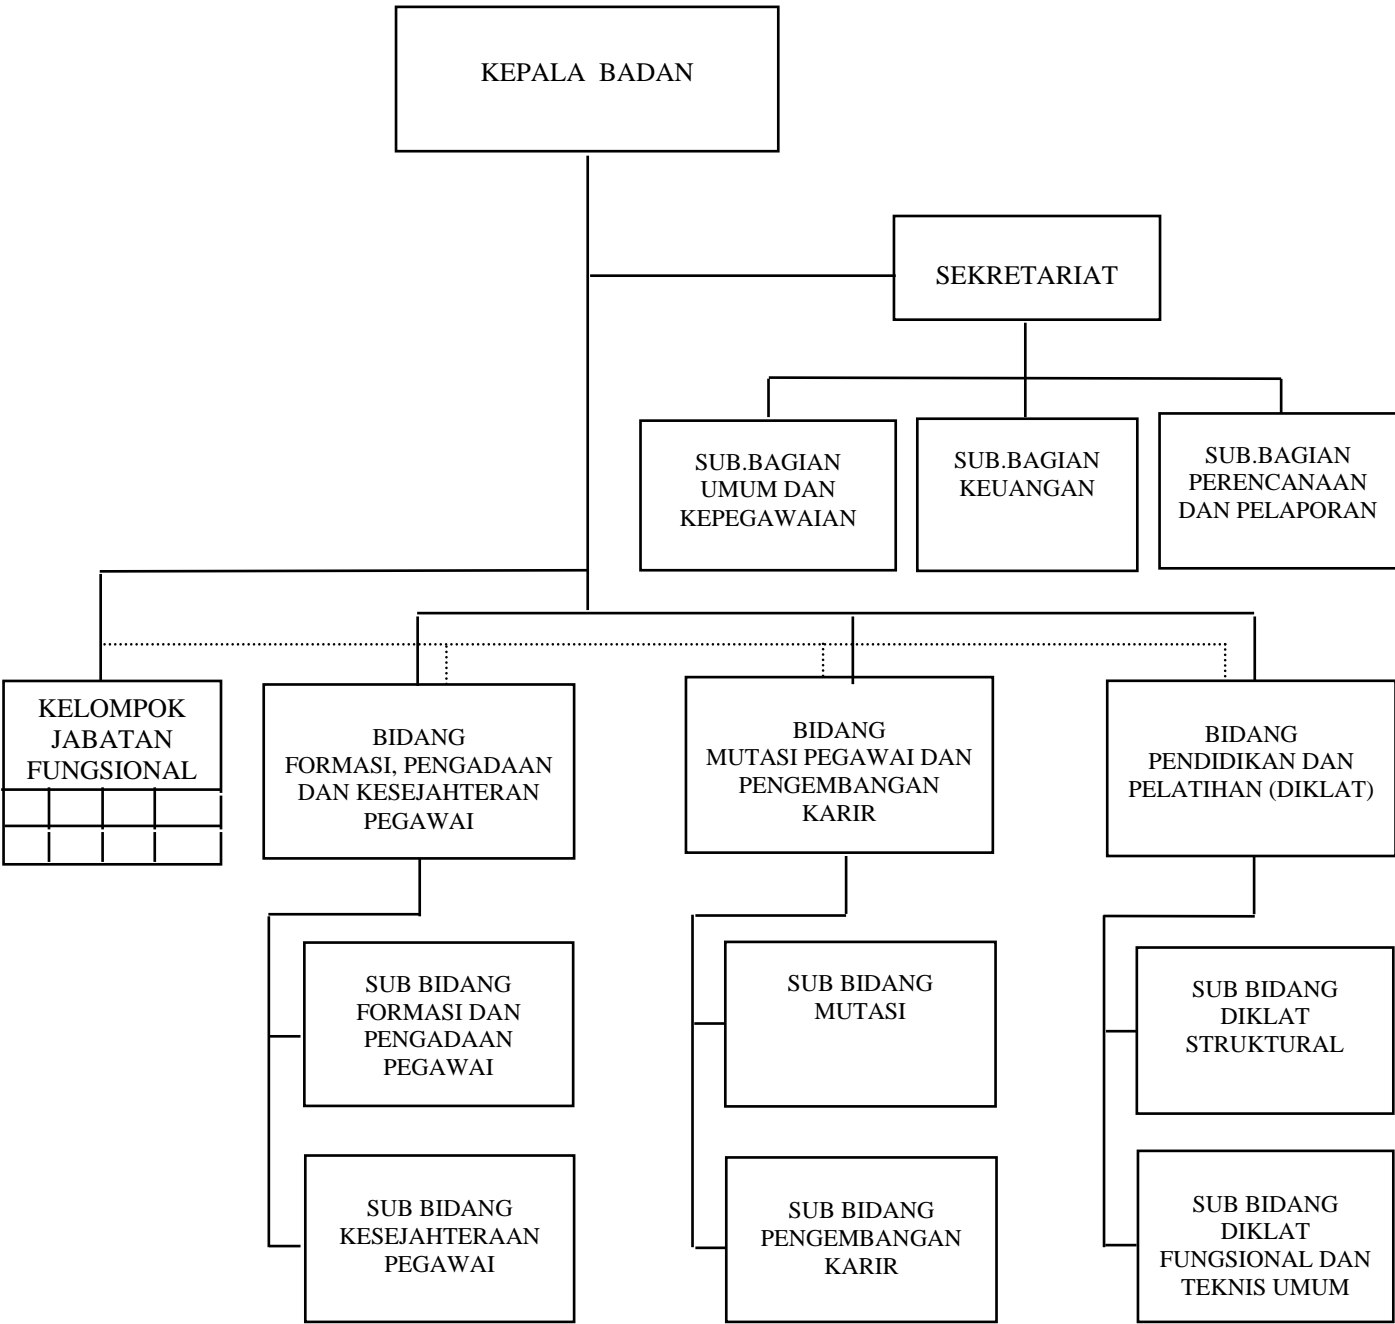 KEPALA BADAN
SEKRETARIAT
SUB.BAGIAN
UMUM DAN
KEPEGAWAIAN
SUB.BAGIAN
KEUANGAN
SUB.BAGIAN
PERENCANAAN
DAN PELAPORAN
KELOMPOK
JABATAN
FUNGSIONAL
BIDANG
FORMASI, PENGADAAN
DAN KESEJAHTERAN
PEGAWAI
BIDANG
MUTASI PEGAWAI DAN
PENGEMBANGAN
KARIR
BIDANG
PENDIDIKAN DAN
PELATIHAN (DIKLAT)
SUB BIDANG
FORMASI DAN
PENGADAAN
PEGAWAI
SUB BIDANG
MUTASI
SUB BIDANG
DIKLAT
STRUKTURAL
SUB BIDANG
KESEJAHTERAAN
PEGAWAI
SUB BIDANG
PENGEMBANGAN
KARIR
SUB BIDANG
DIKLAT
FUNGSIONAL DAN
TEKNIS UMUM